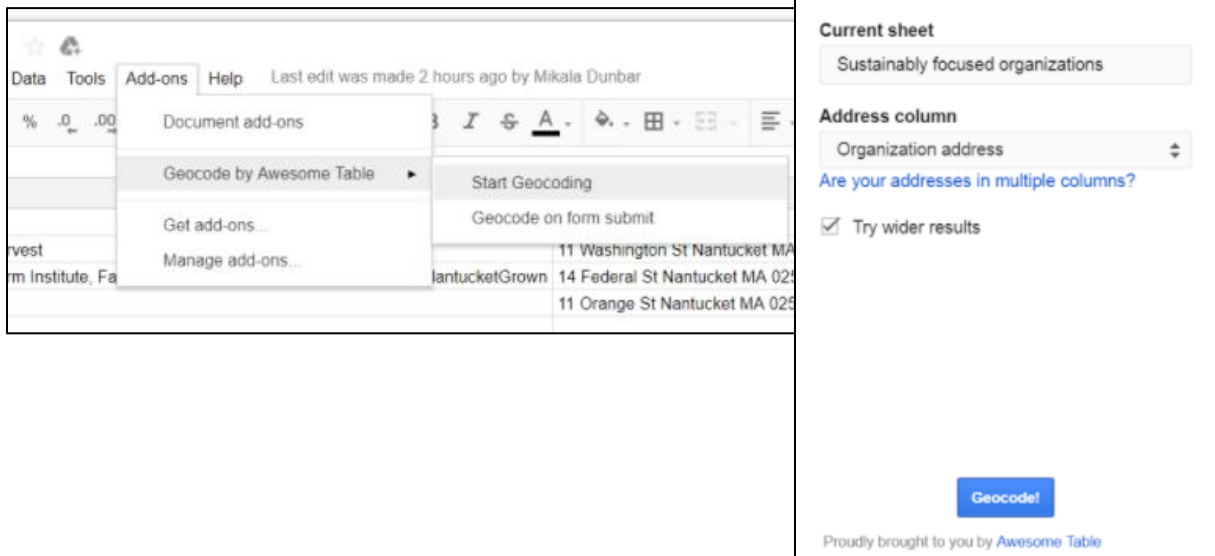 Data Tools Add-ons Help Last edit was made 2 hours ago by Mikala Dunbar
% .0 .00 Document add-ons I S A
Geocode by Awesome Table Start Geocoding
Geocode on form submit
Get add-ons...
Manage add-ons...
rvest 11 Washington St Nantucket MA
rm Institute, Fa lantucketGrown 14 Federal St Nantucket MA 025
11 Orange St Nantucket MA 025
Current sheet
Sustainably focused organizations
Address column
Organization address
Are your addresses in multiple columns?
Try wider results
Geocode!
Proudly brought to you by Awesome Table